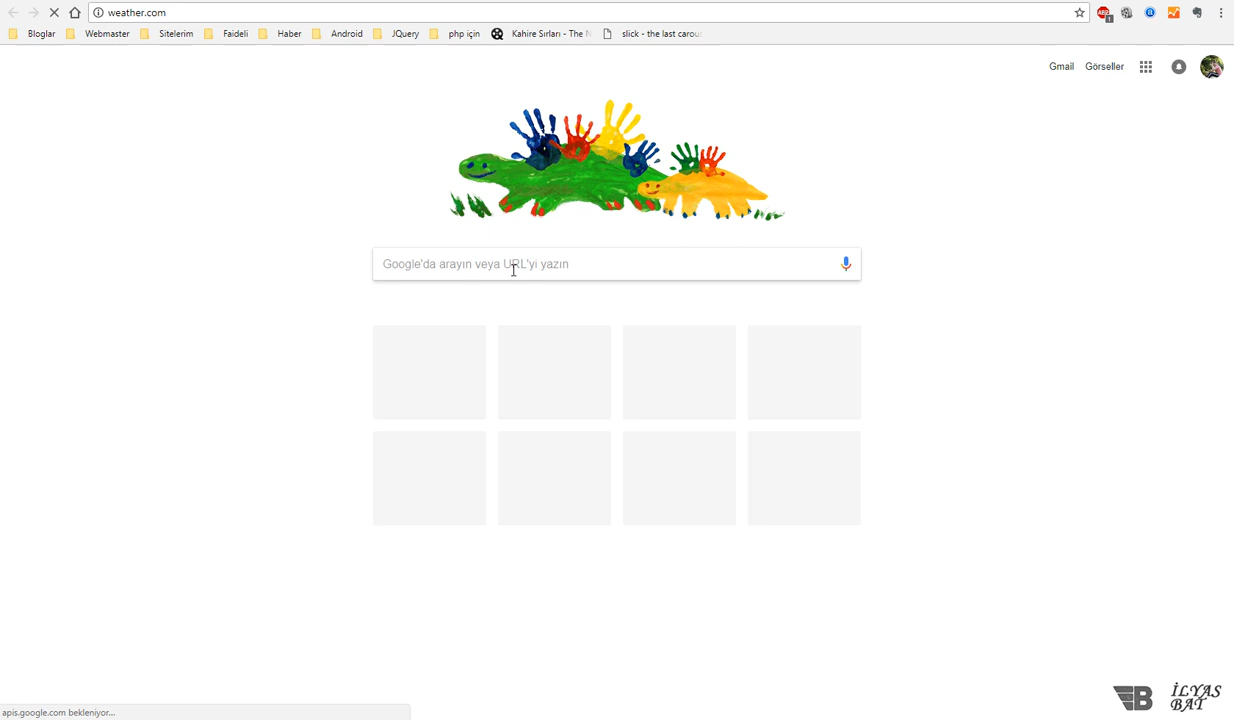 weather.com
Bloglar Webmaster Sitelerim Faideli Haber Android JQuery php için Kahire Sırları - The N slick - the last carou
Gmail Görseller
Google'da arayın veya URL'yi yazın
İLYAS
BAT
apis.google.com bekleniyor...